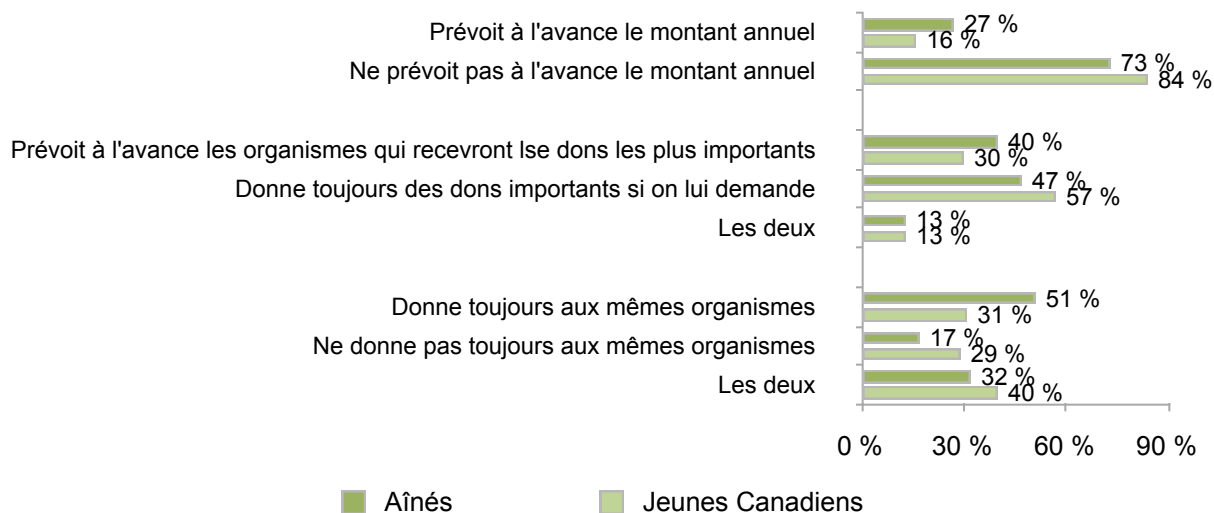 Prévoit à l'avance le montant annuel
27 %
16 %
Ne prévoit pas à l'avance le montant annuel
73 %
84 %
Prévoit à l'avance les organismes qui recevront lse dons les plus importants
40 %
30 %
Donne toujours des dons importants si on lui demande
47 %
57 %
Les deux
13 %
13 %
Donne toujours aux mêmes organismes
51 %
31 %
Ne donne pas toujours aux mêmes organismes
17 %
29 %
Les deux
32 %
40 %
0 % 30 % 60 % 90 %
Aînés Jeunes Canadiens